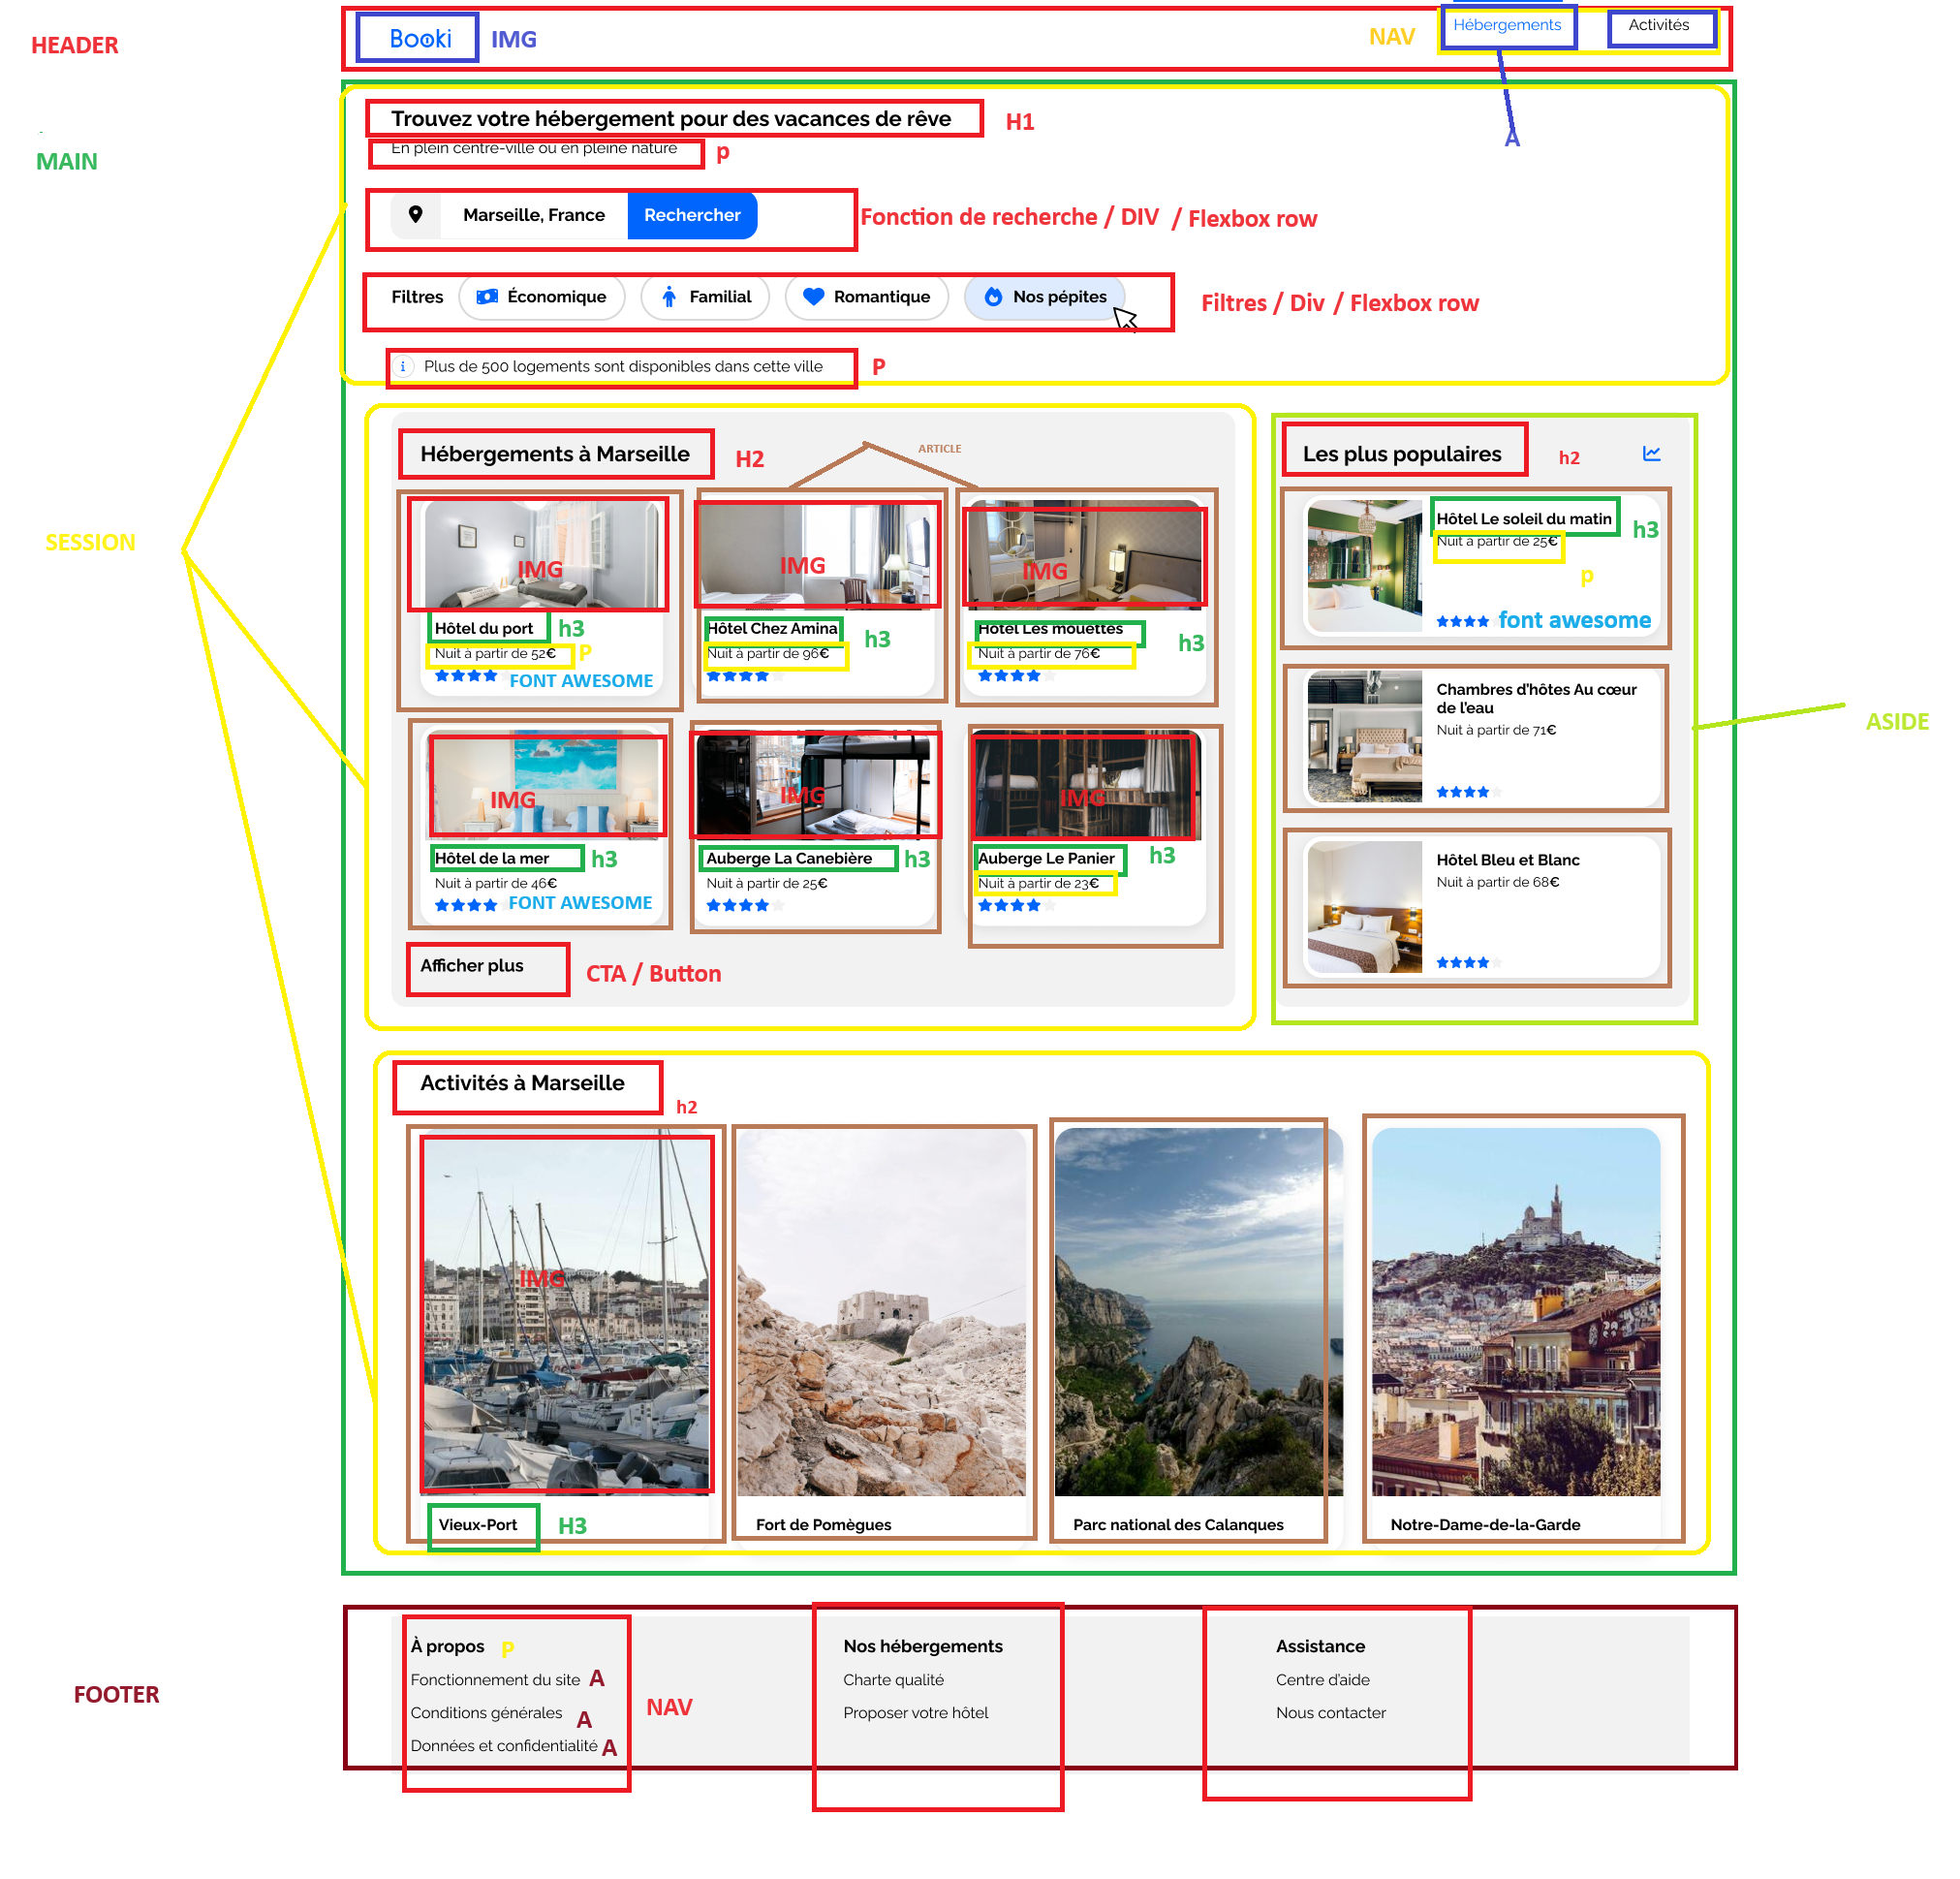 HEADER
Booki
IMG
NAV
Hébergements
Activités
A
MAIN
Trouvez votre hébergement pour des vacances de rêve
H1
En plein centre-ville ou en pleine nature
p
Marseille, France
Rechercher
Fonction de recherche / DIV / Flexbox row
Filtres
Économique
Familial
Romantique
Nos pépites
Filtres / Div / Flexbox row
i
Plus de 500 logements sont disponibles dans cette ville
P
SESSION
Hébergements à Marseille
H2
ARTICLE
IMG
Hôtel du port
h3
Nuit à partir de 52€
P
FONT AWESOME
IMG
Hôtel Chez Amina
h3
Nuit à partir de 96€
IMG
Hôtel Les mouettes
h3
Nuit à partir de 76€
IMG
Hôtel de la mer
h3
Nuit à partir de 46€
FONT AWESOME
IMG
Auberge La Canebière
h3
Nuit à partir de 25€
IMG
Auberge Le Panier
h3
Nuit à partir de 23€
Afficher plus
CTA / Button
Les plus populaires
h2
Hôtel Le soleil du matin
h3
Nuit à partir de 25€
p
font awesome
Chambres d'hôtes Au cœur
de l'eau
Nuit à partir de 71€
Hôtel Bleu et Blanc
Nuit à partir de 68€
ASIDE
Activités à Marseille
h2
IMG
Vieux-Port
H3
Fort de Pomègues
Parc national des Calanques
Notre-Dame-de-la-Garde
FOOTER
À propos
P
Fonctionnement du site
A
Conditions générales
A
Données et confidentialité
A
NAV
Nos hébergements
Charte qualité
Proposer votre hôtel
Assistance
Centre d'aide
Nous contacter